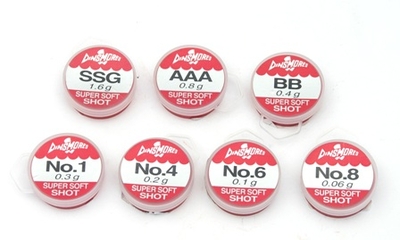 DINSMORES
SSG
1.6g
SUPER SOFT
SHOT
DINSMORES
AAA
0.8g
SUPER SOFT
SHOT
DINSMORES
BB
0.4g
SUPER SOFT
SHOT
DINSMORES
No.1
0.3g
SUPER SOFT
SHOT
DINSMORES
No.4
0.2g
SUPER SOFT
SHOT
DINSMORES
No.6
0.1g
SUPER SOFT
SHOT
DINSMORES
No.8
0.06g
SUPER SOFT
SHOT